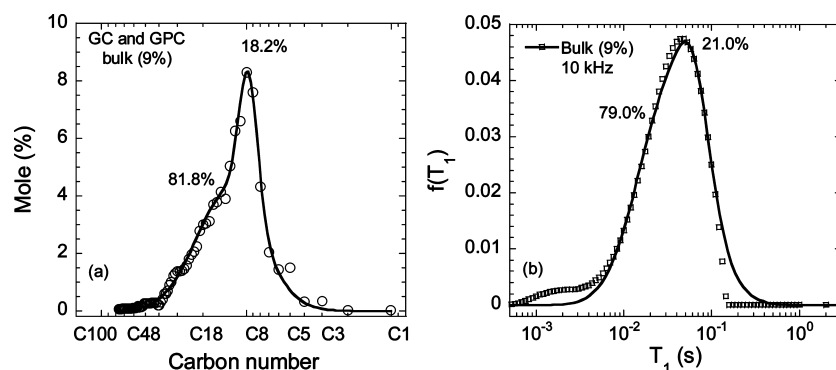 GC and GPC
bulk (9%)
18.2%
81.8%
(a)
Mole (%)
10
8
6
4
2
0
C100 C48 C18 C8 C5 C3 C1
Carbon number
Bulk (9%)
10 kHz
21.0%
79.0%
(b)
f(T1)
0.05
0.04
0.03
0.02
0.01
0.00
10-3 10-2 10-1 100
T1 (s)